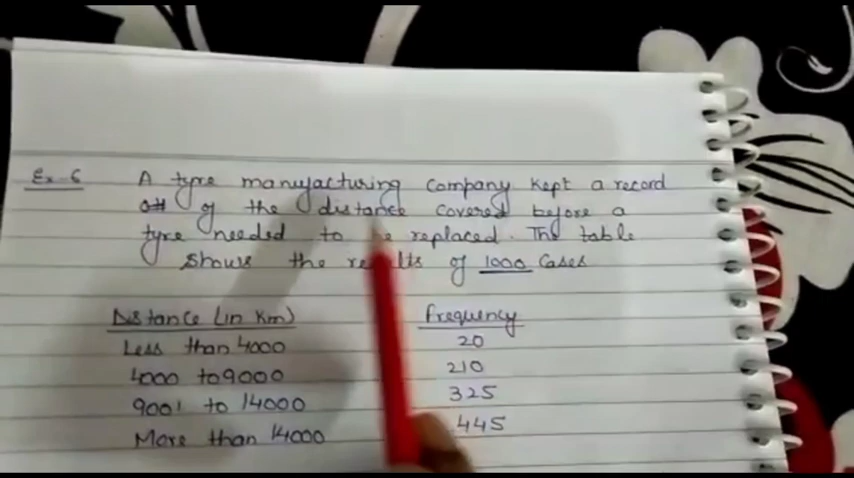 Ex-6 A tyre manufacturing company kept a record
of the distance covered before a
tyre needed to be replaced. The table
shows the results of 1000 cases
Distance (in Km) Frequency
Less than 4000 20
4000 to 9000 210
9001 to 14000 325
More than 14000 445